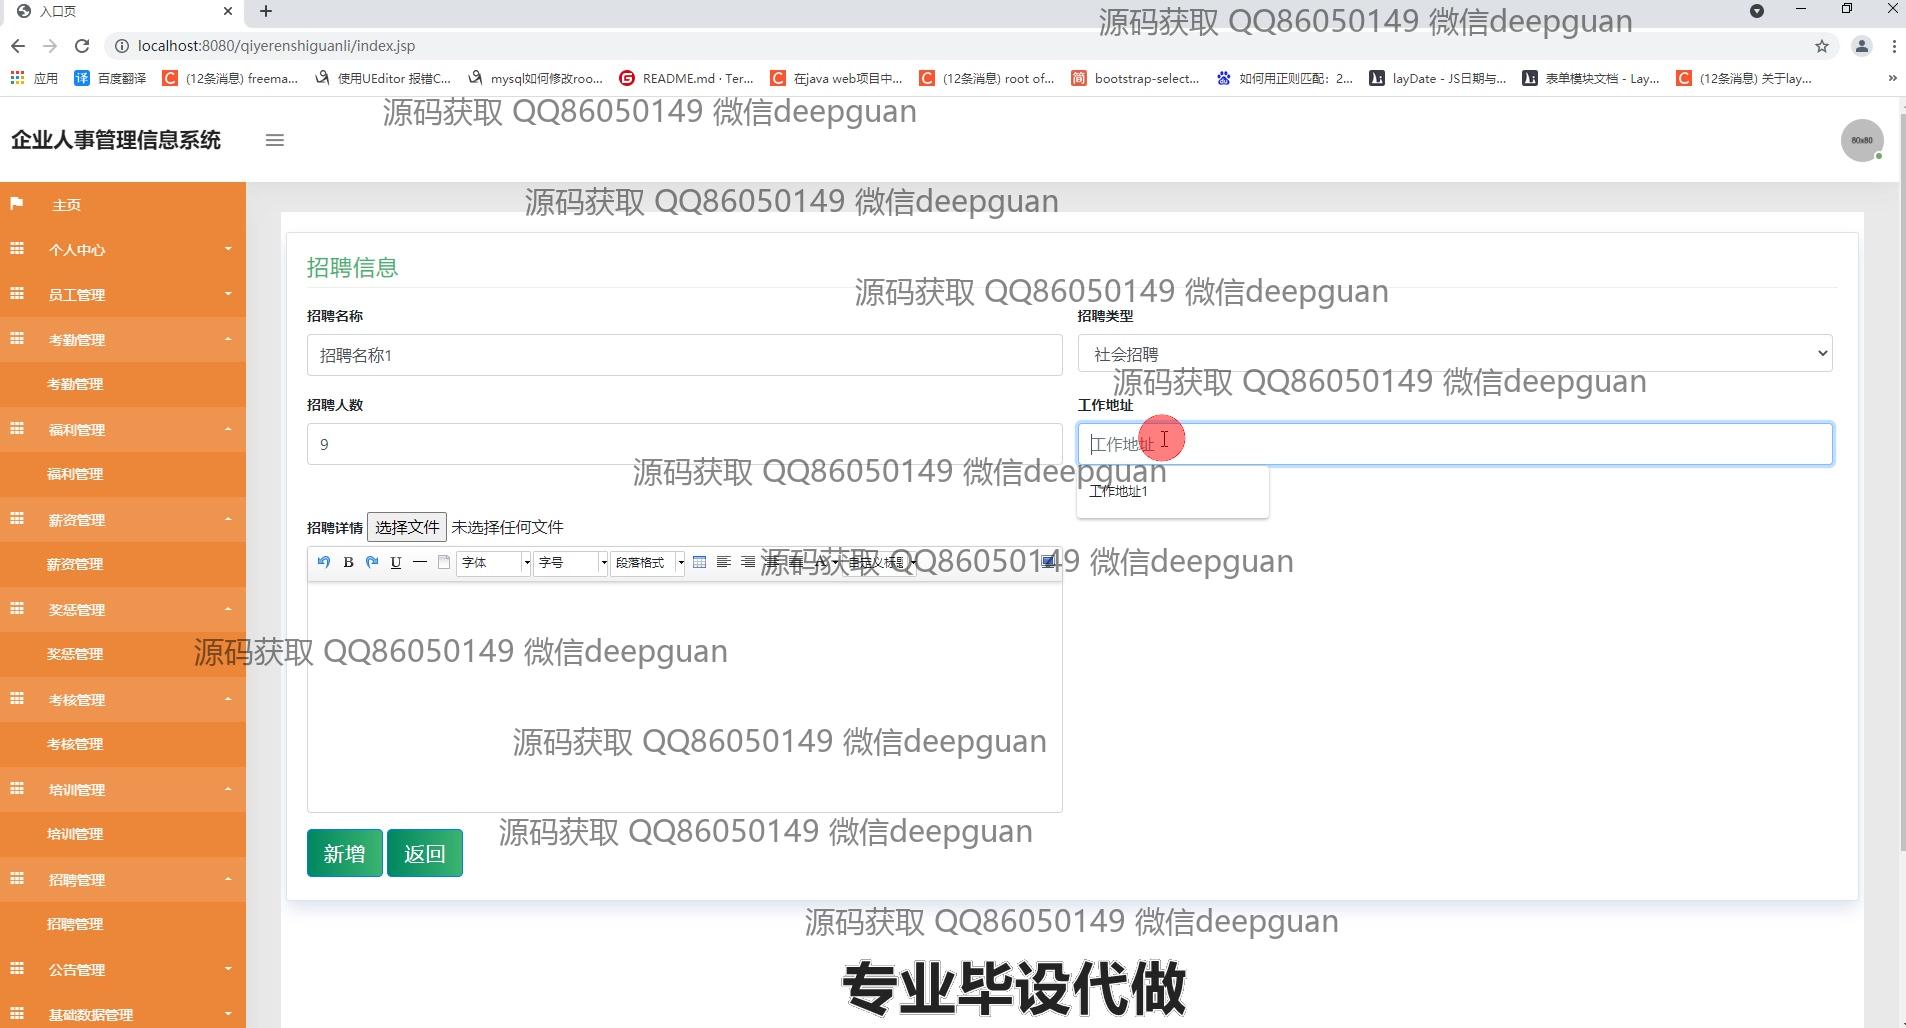 入口页
源码获取 QQ86050149 微信deepguan
localhost:8080/qiyerenshiguanli/index.jsp
应用
百度翻译
(12条消息) freema...
使用UEditor 报错C...
mysql如何修改roo...
README.md · Ter...
在java web项目中...
(12条消息) root of...
bootstrap-select...
如何用正则匹配：2...
layDate - JS日期与...
表单模块文档 - Lay...
(12条消息) 关于lay...
源码获取 QQ86050149 微信deepguan
企业人事管理信息系统
80x80
源码获取 QQ86050149 微信deepguan
主页
个人中心
员工管理
考勤管理
考勤管理
福利管理
福利管理
薪资管理
薪资管理
奖惩管理
奖惩管理
考核管理
考核管理
培训管理
培训管理
招聘管理
招聘管理
公告管理
基础数据管理
招聘信息
源码获取 QQ86050149 微信deepguan
招聘名称
招聘类型
招聘名称1
社会招聘
源码获取 QQ86050149 微信deepguan
招聘人数
工作地址
9
工作地址
源码获取 QQ86050149 微信deepguan
工作地址1
招聘详情 选择文件 未选择任何文件
B U 字体 字号 段落格式 A 自定义标题
源码获取 QQ86050149 微信deepguan
源码获取 QQ86050149 微信deepguan
源码获取 QQ86050149 微信deepguan
源码获取 QQ86050149 微信deepguan
新增 返回
源码获取 QQ86050149 微信deepguan
专业毕设代做